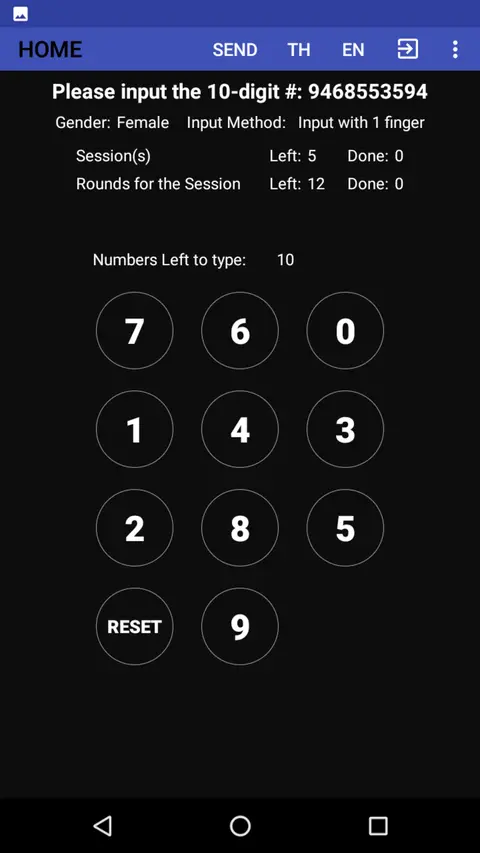 HOME SEND TH EN
Please input the 10-digit #: 9468553594
Gender: Female Input Method: Input with 1 finger
Session(s) Left: 5 Done: 0
Rounds for the Session Left: 12 Done: 0
Numbers Left to type: 10
7 6 0
1 4 3
2 8 5
RESET 9